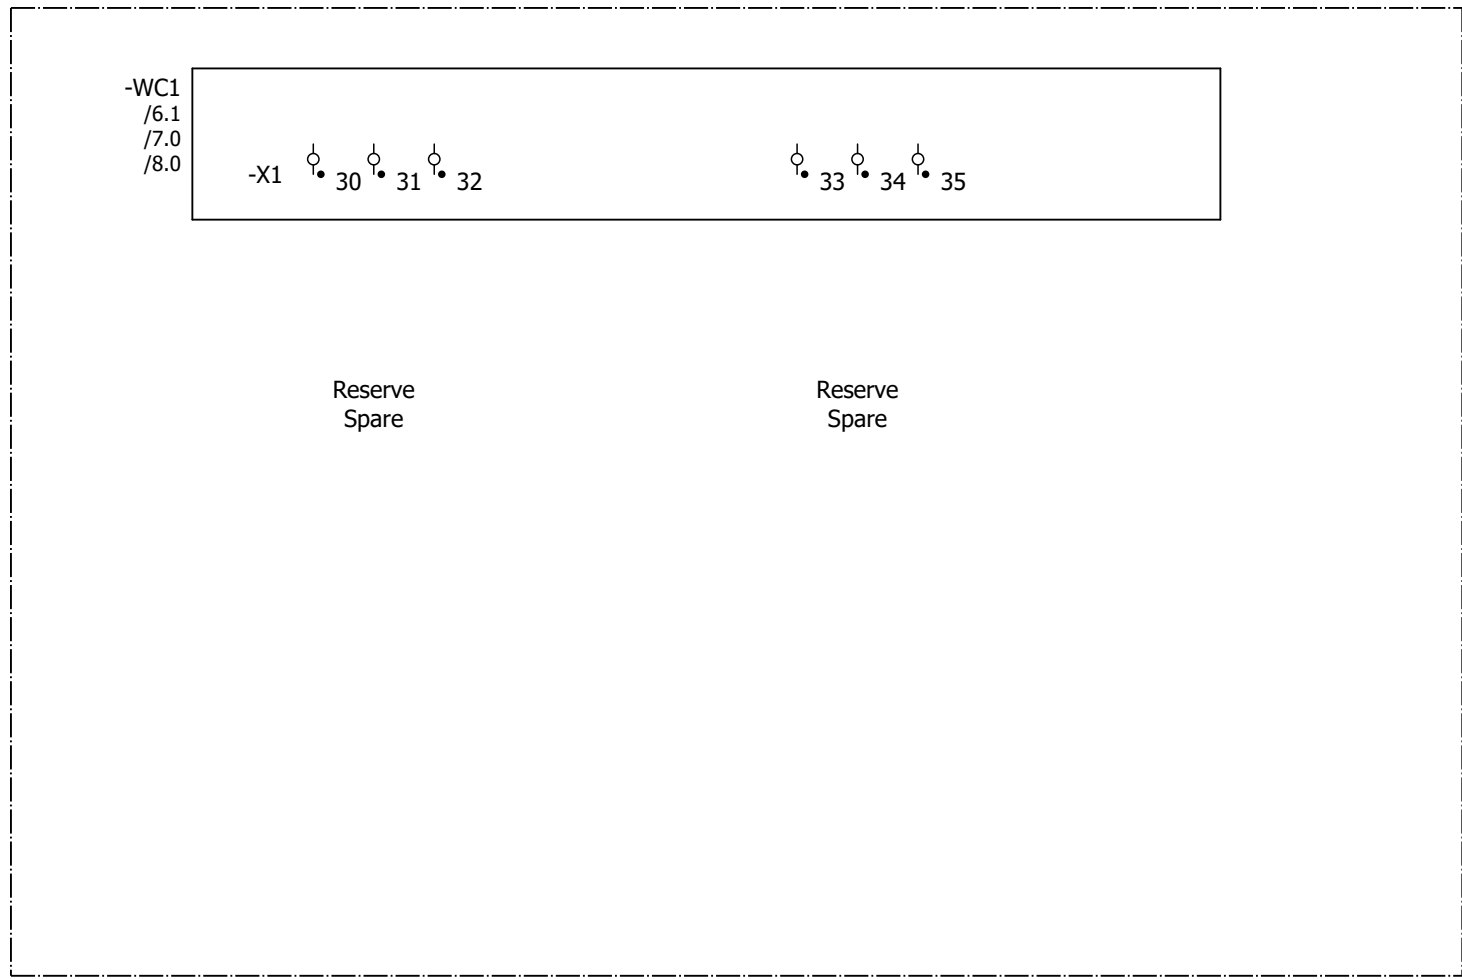 -WC1
/6.1
/7.0
/8.0
-X1 30 31 32 33 34 35
Reserve Reserve
Spare Spare